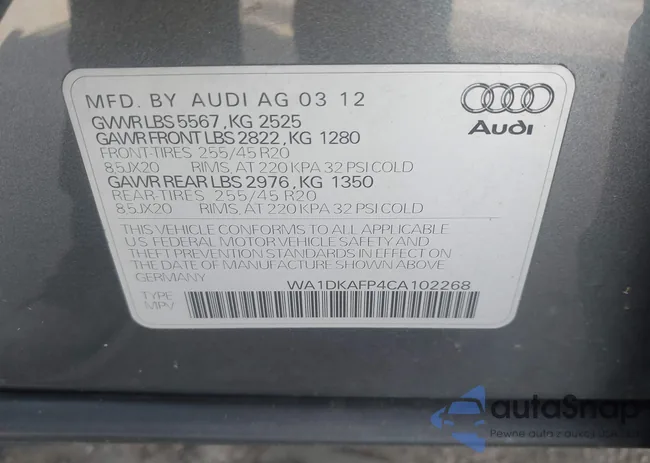 MFD. BY AUDI AG 03 12
GVWR LBS 5567, KG 2525
GAWR FRONT LBS 2822, KG 1280
FRONT-TIRES 255/45 R20
8.5JX20 RIMS, AT 220 KPA 32 PSI COLD
GAWR REAR LBS 2976, KG 1350
REAR-TIRES 255/45 R20
8.5JX20 RIMS, AT 220 KPA 32 PSI COLD
Audi
THIS VEHICLE CONFORMS TO ALL APPLICABLE
U.S. FEDERAL MOTOR VEHICLE SAFETY AND
THEFT PREVENTION STANDARDS IN EFFECT ON
THE DATE OF MANUFACTURE SHOWN ABOVE.
WA1DKAFP4CA102268
TYPE
MPV
autoSnap
Pewne auto z